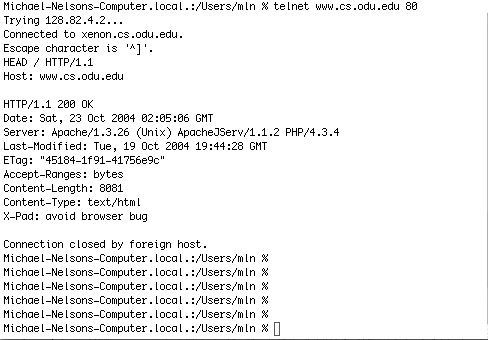 Michael-Nelsons-Computer.local.:/Users/mln % telnet www.cs.odu.edu 80
Trying 128.82.4.2...
Connected to xenon.cs.odu.edu.
Escape character is '^]'.
HEAD / HTTP/1.1
Host: www.cs.odu.edu

HTTP/1.1 200 OK
Date: Sat, 23 Oct 2004 02:05:06 GMT
Server: Apache/1.3.26 (Unix) ApacheJServ/1.1.2 PHP/4.3.4
Last-Modified: Tue, 19 Oct 2004 19:44:28 GMT
ETag: "45184-1f91-41756e9c"
Accept-Ranges: bytes
Content-Length: 8081
Content-Type: text/html
X-Pad: avoid browser bug

Connection closed by foreign host.
Michael-Nelsons-Computer.local.:/Users/mln %
Michael-Nelsons-Computer.local.:/Users/mln %
Michael-Nelsons-Computer.local.:/Users/mln %
Michael-Nelsons-Computer.local.:/Users/mln %
Michael-Nelsons-Computer.local.:/Users/mln %
Michael-Nelsons-Computer.local.:/Users/mln %